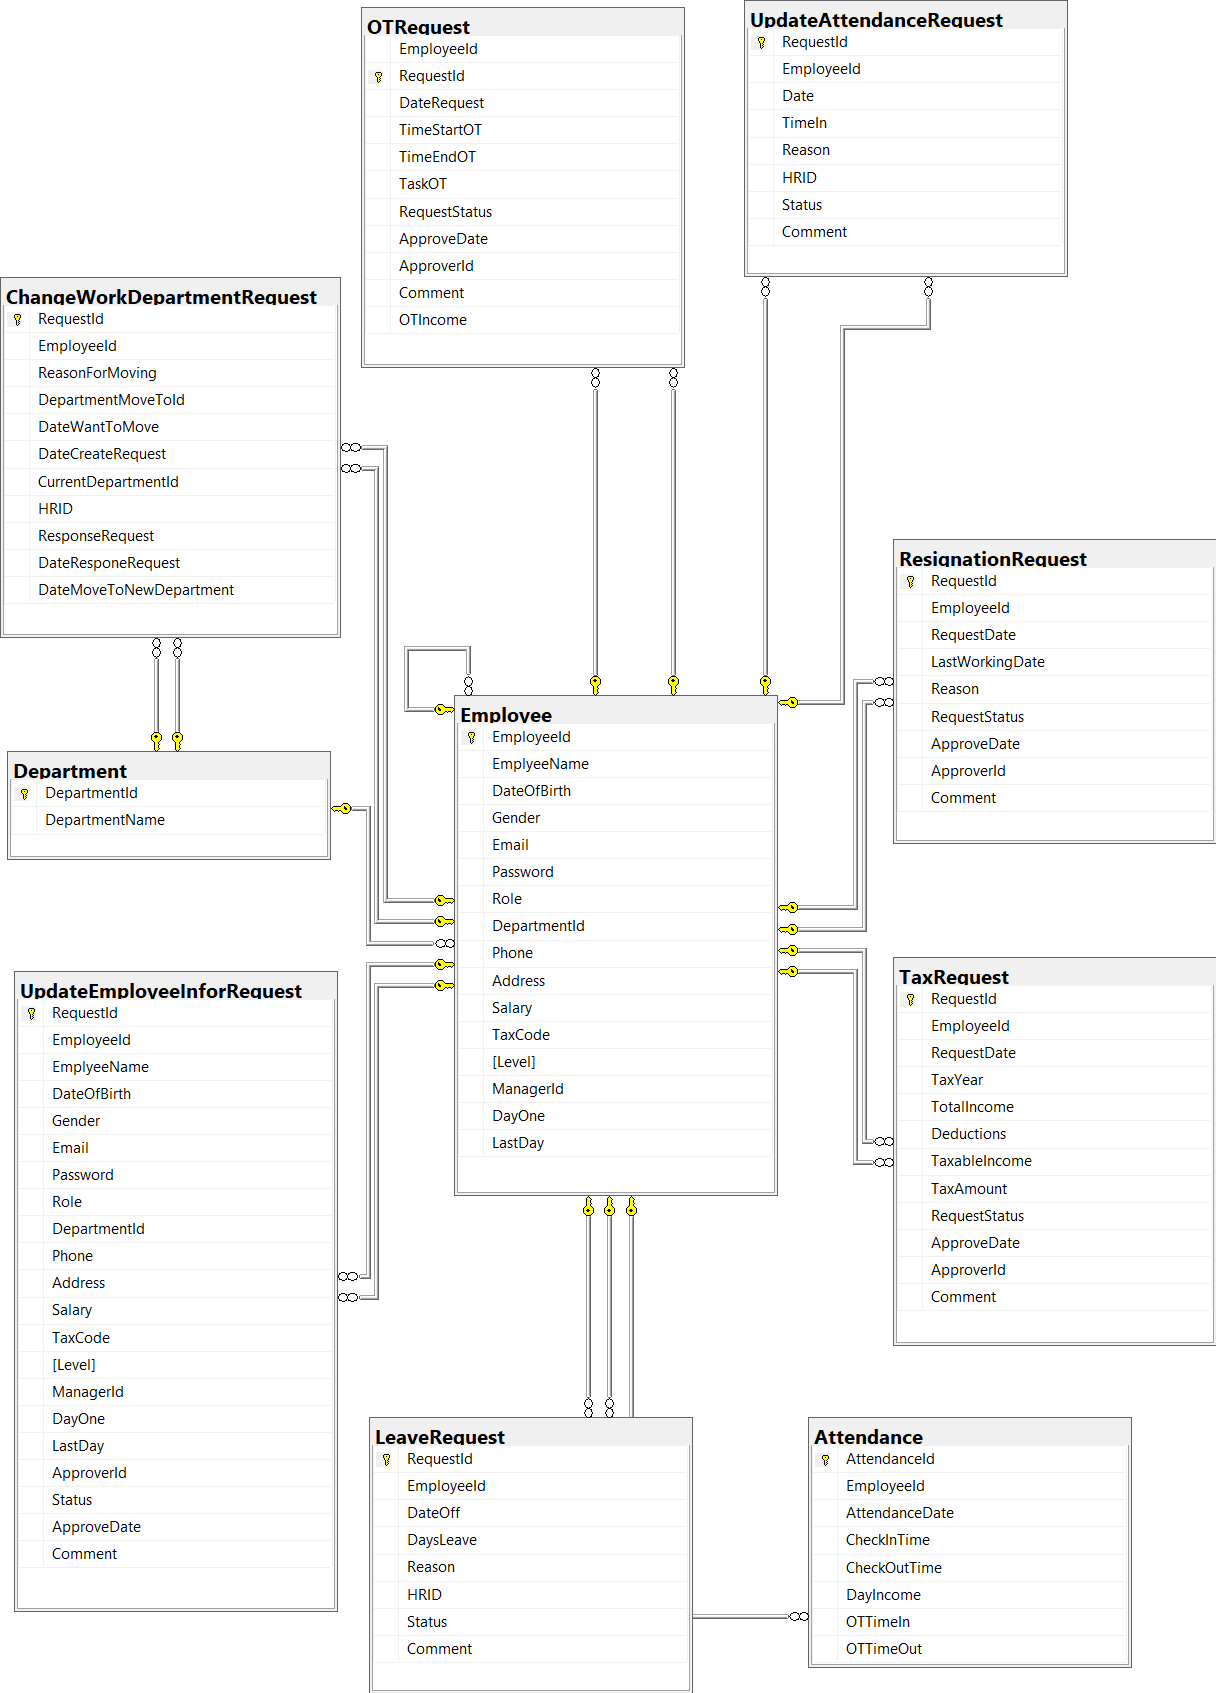 OTRequest
EmployeeId
RequestId
DateRequest
TimeStartOT
TimeEndOT
TaskOT
RequestStatus
ApproveDate
ApproverId
Comment
OTIncome
UpdateAttendanceRequest
RequestId
EmployeeId
Date
TimeIn
Reason
HRID
Status
Comment
ChangeWorkDepartmentRequest
RequestId
EmployeeId
ReasonForMoving
DepartmentMoveToId
DateWantToMove
DateCreateRequest
CurrentDepartmentId
HRID
ResponseRequest
DateResponeRequest
DateMoveToNewDepartment
ResignationRequest
RequestId
EmployeeId
RequestDate
LastWorkingDate
Reason
RequestStatus
ApproveDate
ApproverId
Comment
Employee
EmployeeId
EmplyeeName
DateOfBirth
Gender
Email
Password
Role
DepartmentId
Phone
Address
Salary
TaxCode
[Level]
ManagerId
DayOne
LastDay
Department
DepartmentId
DepartmentName
UpdateEmployeeInforRequest
RequestId
EmployeeId
EmplyeeName
DateOfBirth
Gender
Email
Password
Role
DepartmentId
Phone
Address
Salary
TaxCode
[Level]
ManagerId
DayOne
LastDay
ApproverId
Status
ApproveDate
Comment
TaxRequest
RequestId
EmployeeId
RequestDate
TaxYear
TotalIncome
Deductions
TaxableIncome
TaxAmount
RequestStatus
ApproveDate
ApproverId
Comment
LeaveRequest
RequestId
EmployeeId
DateOff
DaysLeave
Reason
HRID
Status
Comment
Attendance
AttendanceId
EmployeeId
AttendanceDate
CheckInTime
CheckOutTime
DayIncome
OTTimeIn
OTTimeOut